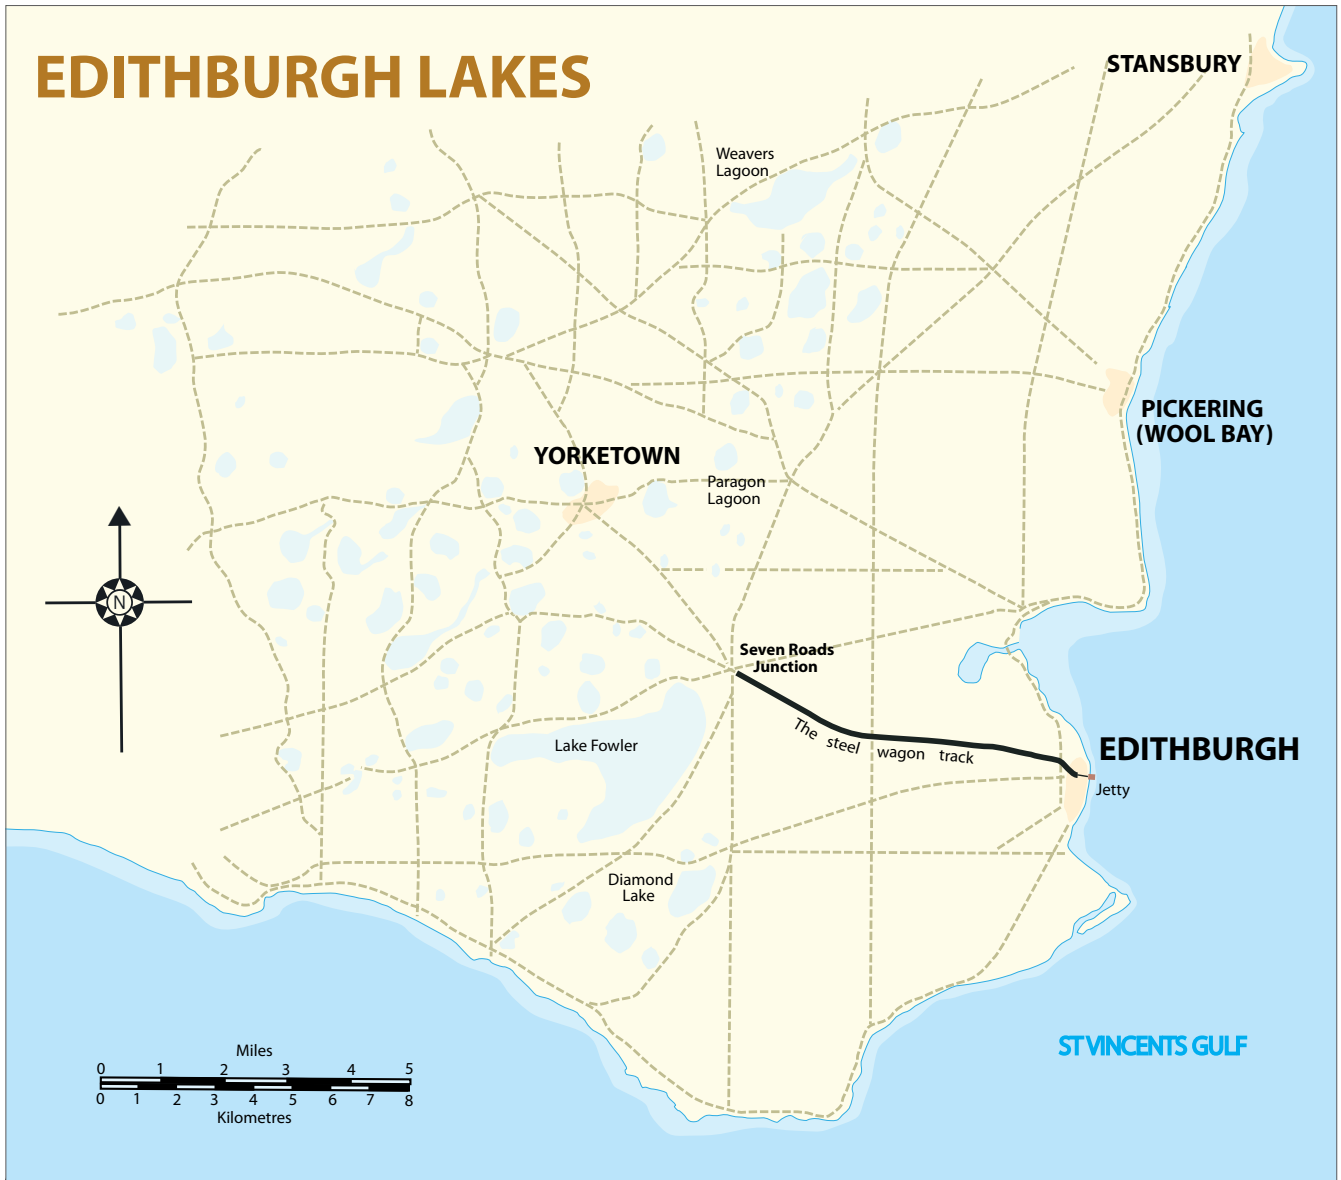 EDITHBURGH LAKES
STANSBURY
Weavers
Lagoon
PICKERING
(WOOL BAY)
YORKETOWN
Paragon
Lagoon
N
Seven Roads
Junction
The steel wagon track
Lake Fowler
EDITHBURGH
Jetty
Diamond
Lake
ST VINCENTS GULF
Miles
0 1 2 3 4 5
0 1 2 3 4 5 6 7 8
Kilometres